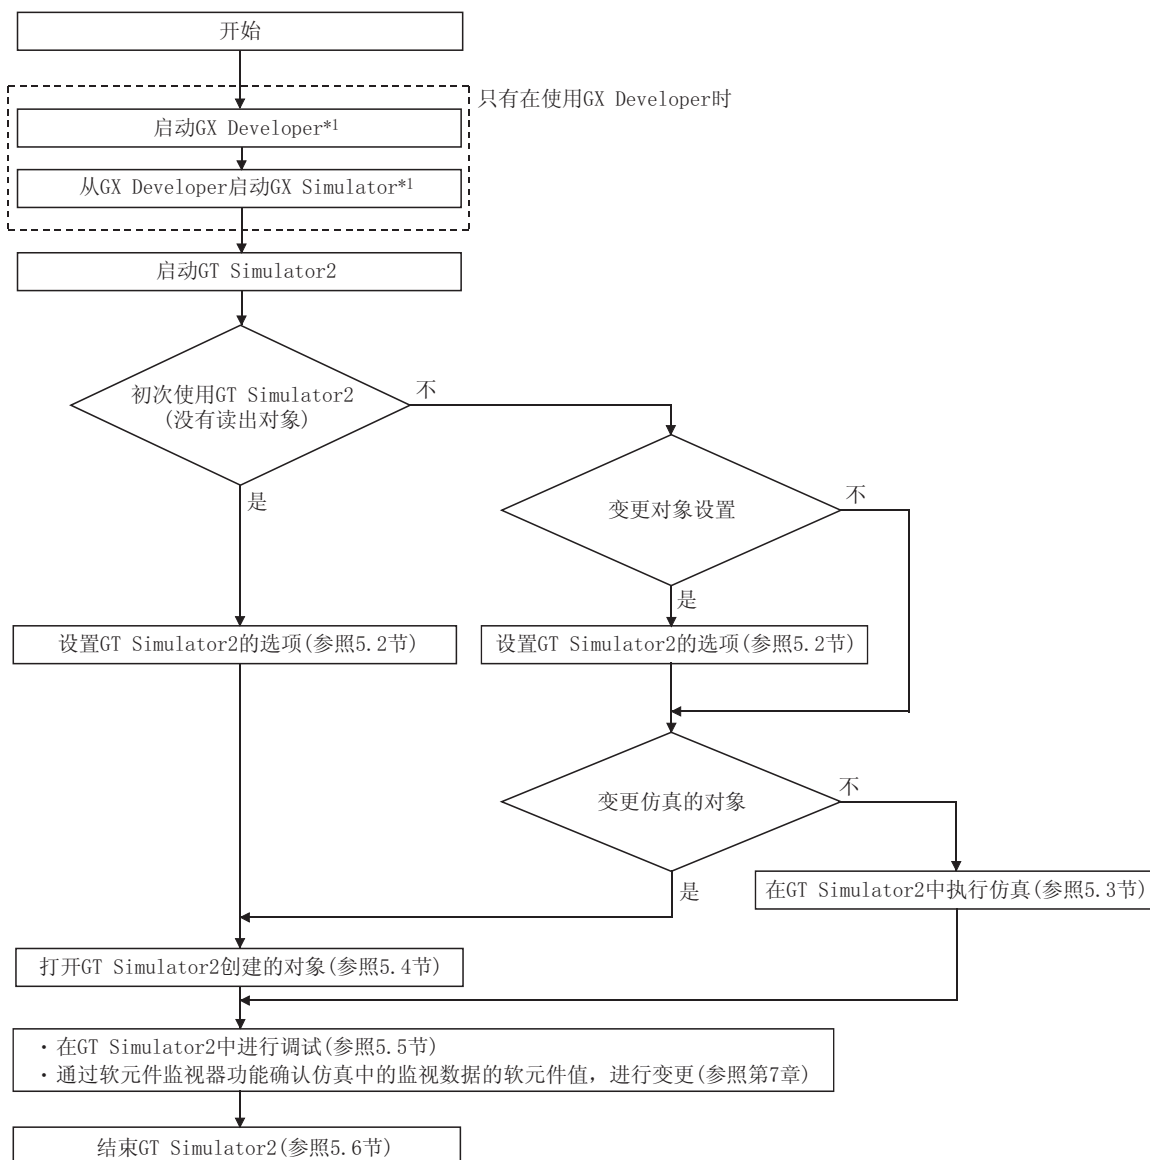 开始
只有在使用GX Developer时
启动GX Developer*1
从GX Developer启动GX Simulator*1
启动GT Simulator2
初次使用GT Simulator2
(没有读出对象)
不
是
变更对象设置
不
是
设置GT Simulator2的选项(参照5.2节)
设置GT Simulator2的选项(参照5.2节)
变更仿真的对象
不
是
在GT Simulator2中执行仿真(参照5.3节)
打开GT Simulator2创建的对象(参照5.4节)
・在GT Simulator2中进行调试(参照5.5节)
・通过软元件监视器功能确认仿真中的监视数据的软元件值，进行变更(参照第7章)
结束GT Simulator2(参照5.6节)